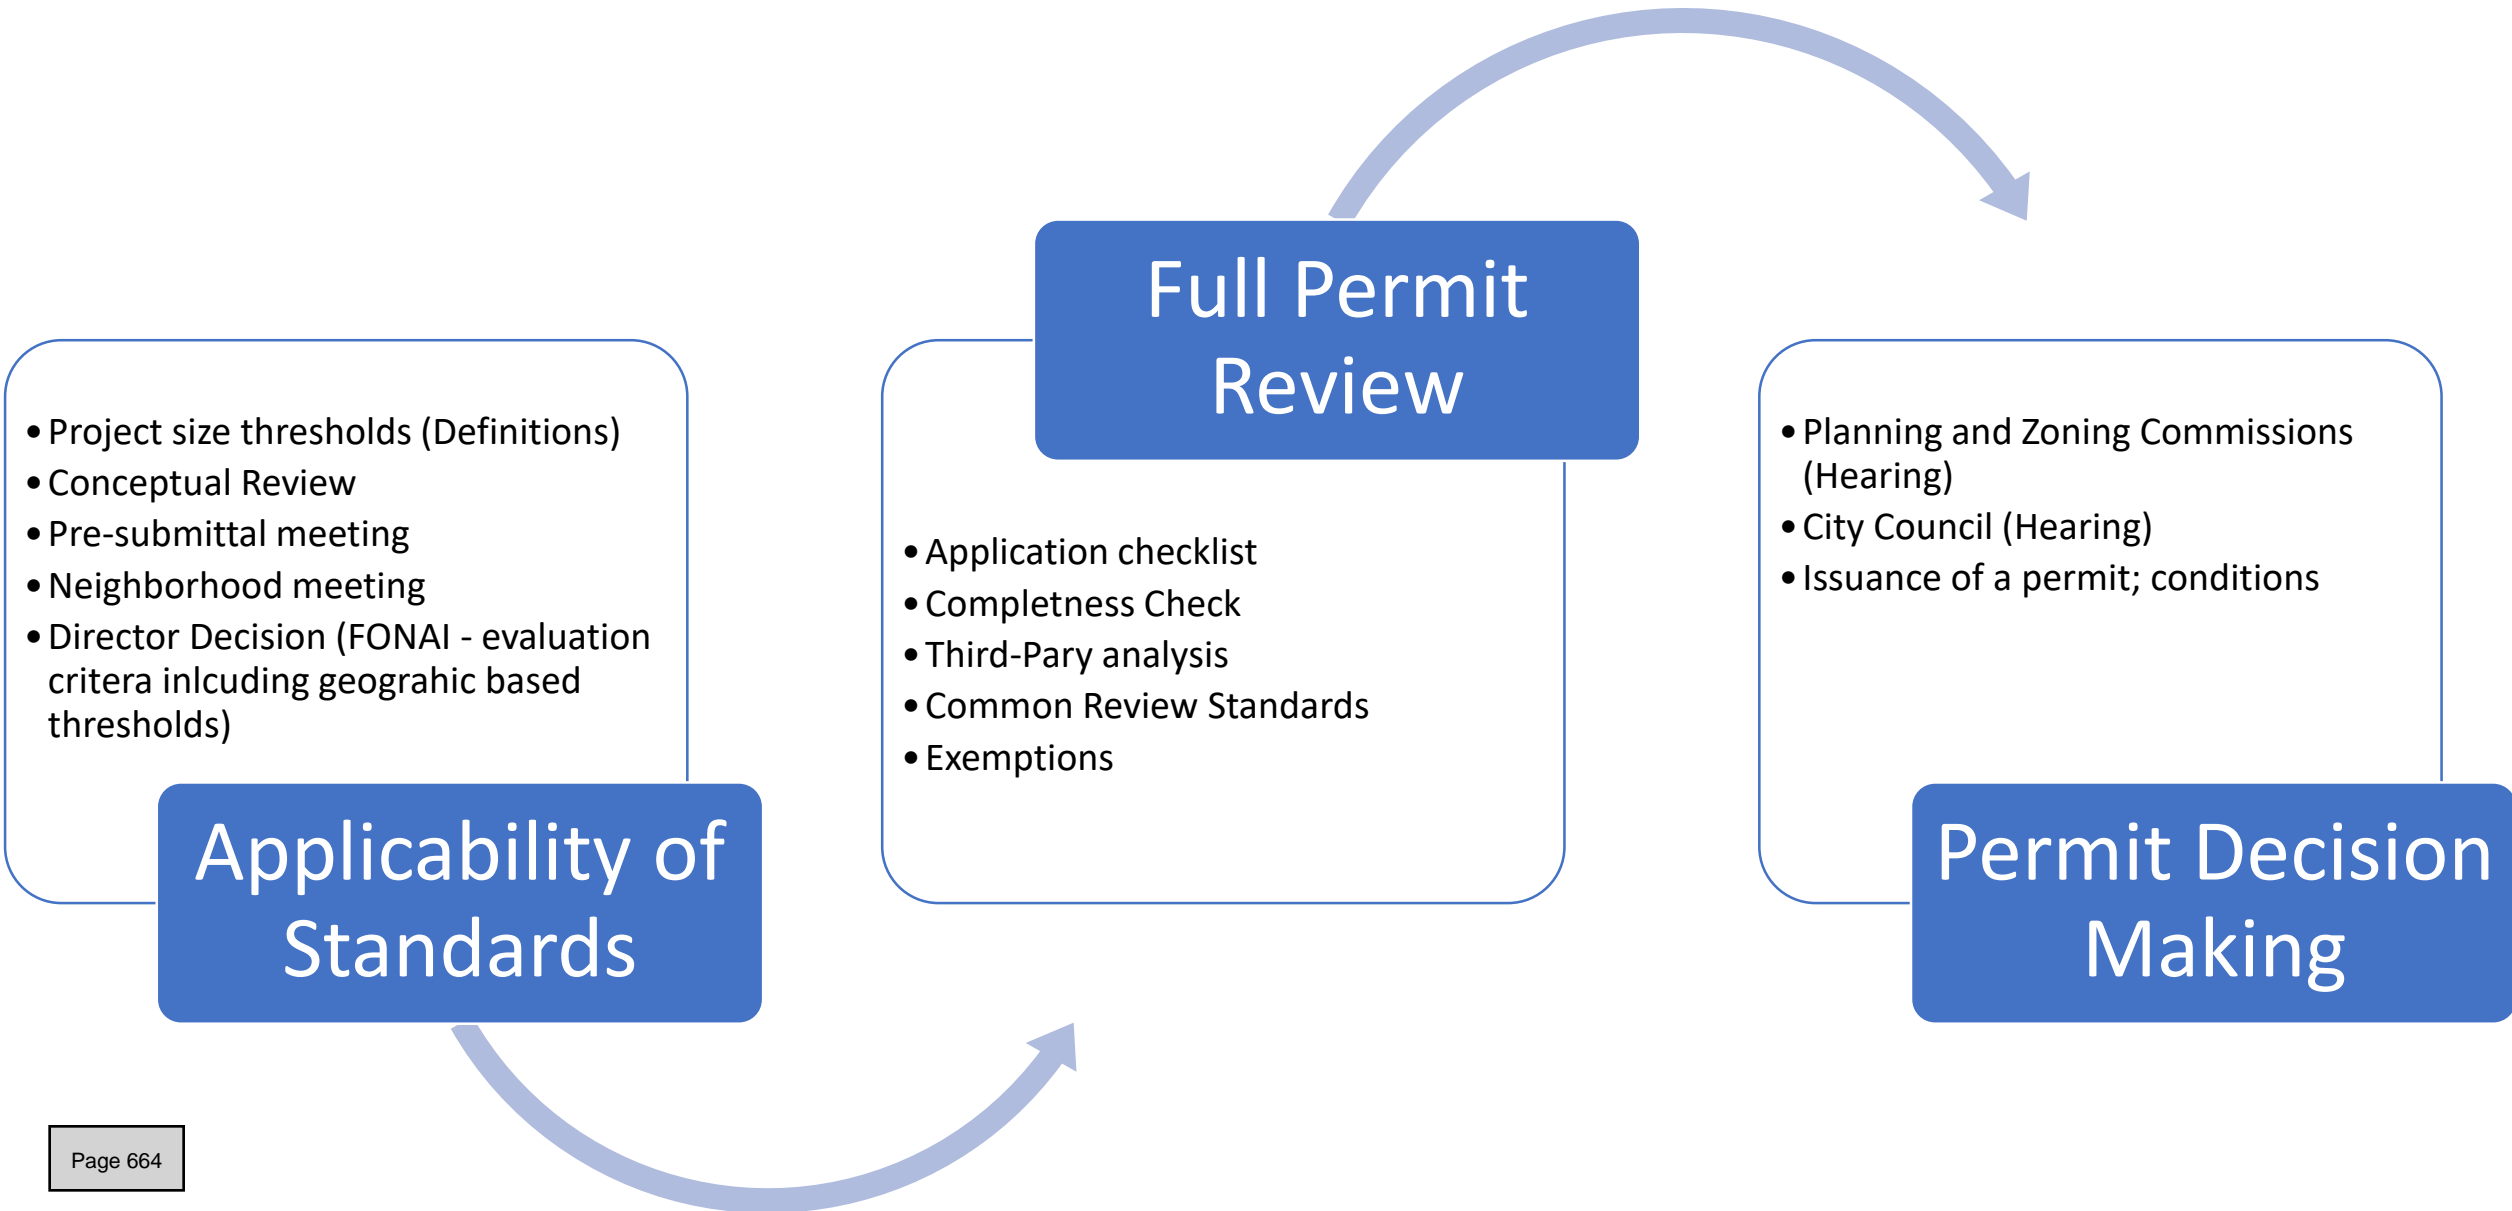 •Project size thresholds (Definitions)
•Conceptual Review
•Pre-submittal meeting
•Neighborhood meeting
•Director Decision (FONAI - evaluation
critera inlcuding geograhic based
thresholds)
Applicability of
Standards
Full Permit
Review
•Application checklist
•Completness Check
•Third-Pary analysis
•Common Review Standards
•Exemptions
•Planning and Zoning Commissions
(Hearing)
•City Council (Hearing)
•Issuance of a permit; conditions
Permit Decision
Making
Page 664